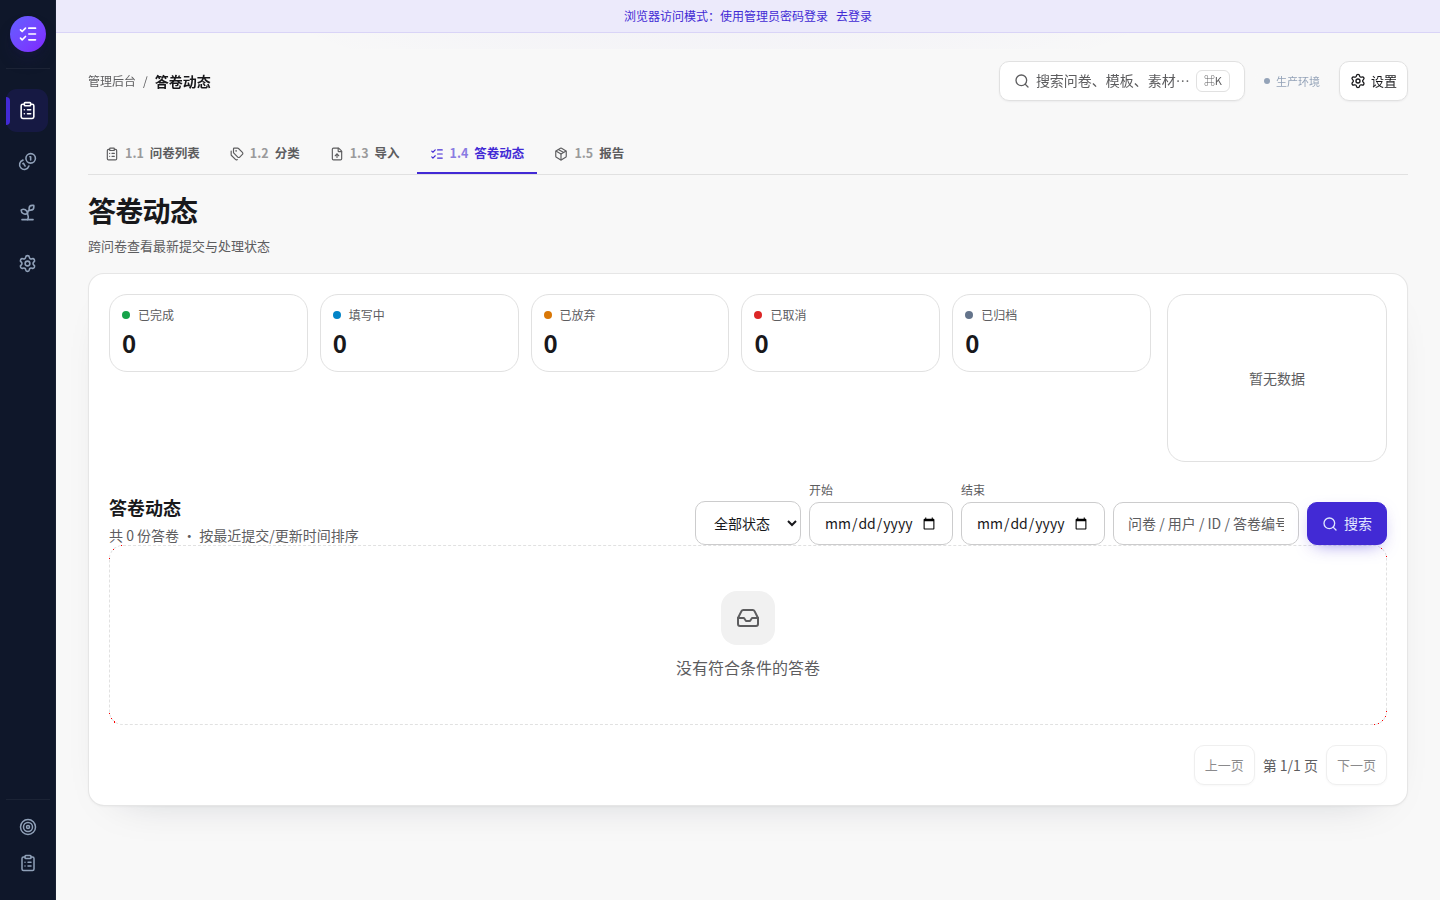 浏览器访问模式：使用管理员密码登录 去登录
管理后台 / 答卷动态
搜索问卷、模板、素材… ⌘K
生产环境
设置
1.1 问卷列表
1.2 分类
1.3 导入
1.4 答卷动态
1.5 报告
答卷动态
跨问卷查看最新提交与处理状态
已完成
0
填写中
0
已放弃
0
已取消
0
已归档
0
暂无数据
答卷动态
共 0 份答卷 • 按最近提交/更新时间排序
全部状态
开始
mm/dd/yyyy
结束
mm/dd/yyyy
问卷 / 用户 / ID / 答卷编号
搜索
没有符合条件的答卷
上一页
第 1/1 页
下一页